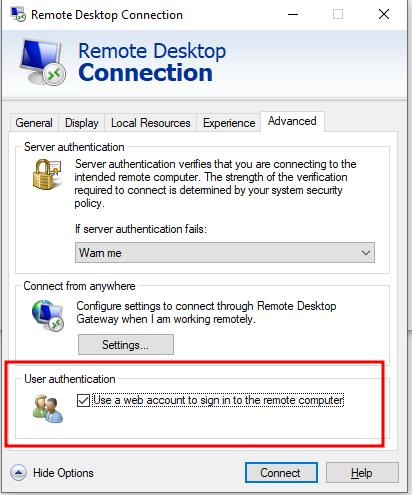 Remote Desktop Connection
Remote Desktop
Connection
General Display Local Resources Experience Advanced
Server authentication
Server authentication verifies that you are connecting to the
intended remote computer. The strength of the verification
required to connect is determined by your system security
policy.
If server authentication fails:
Warn me
Connect from anywhere
Configure settings to connect through Remote Desktop
Gateway when I am working remotely.
Settings...
User authentication
Use a web account to sign in to the remote computer
Hide Options Connect Help